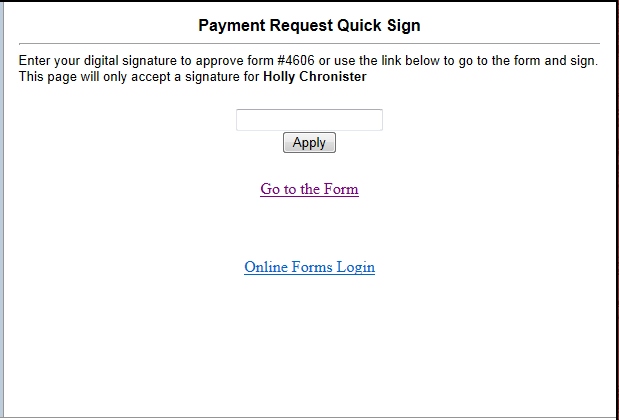 Payment Request Quick Sign
Enter your digital signature to approve form #4606 or use the link below to go to the form and sign.
This page will only accept a signature for Holly Chronister
Apply
Go to the Form
Online Forms Login